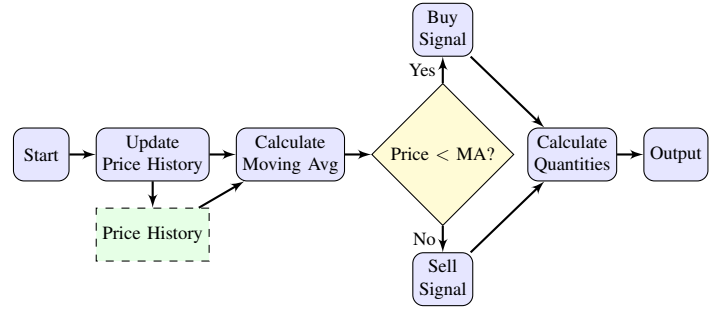 Buy
Signal
Yes
Start
Update
Price History
Calculate
Moving Avg
Price < MA?
Calculate
Quantities
Output
Price History
No
Sell
Signal